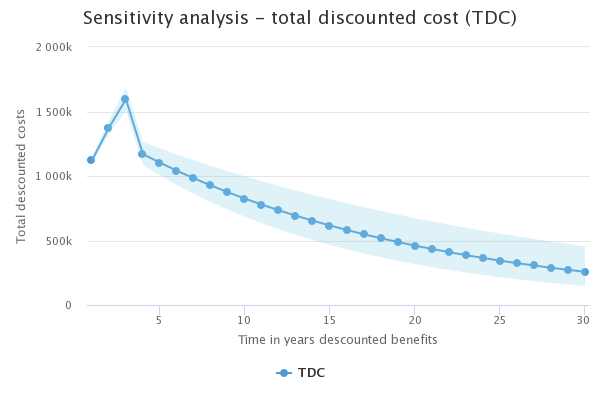 Sensitivity analysis – total discounted cost (TDC)
2 000k
1 500k
1 000k
500k
0
Total descounted costs
5
10
15
20
25
30
Time in years descounted benefits
TDC